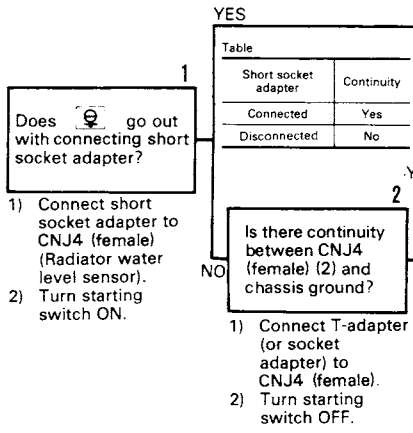 YES
Table
Short socket adapter Continuity
Connected Yes
Disconnected No
1
Does go out
with connecting short
socket adapter?
1) Connect short
socket adapter to
CNJ4 (female)
(Radiator water
level sensor).
2) Turn starting
switch ON.
Y
2
NO
Is there continuity
between CNJ4
(female) (2) and
chassis ground?
1) Connect T-adapter
(or socket
adapter) to
CNJ4 (female).
2) Turn starting
switch OFF.